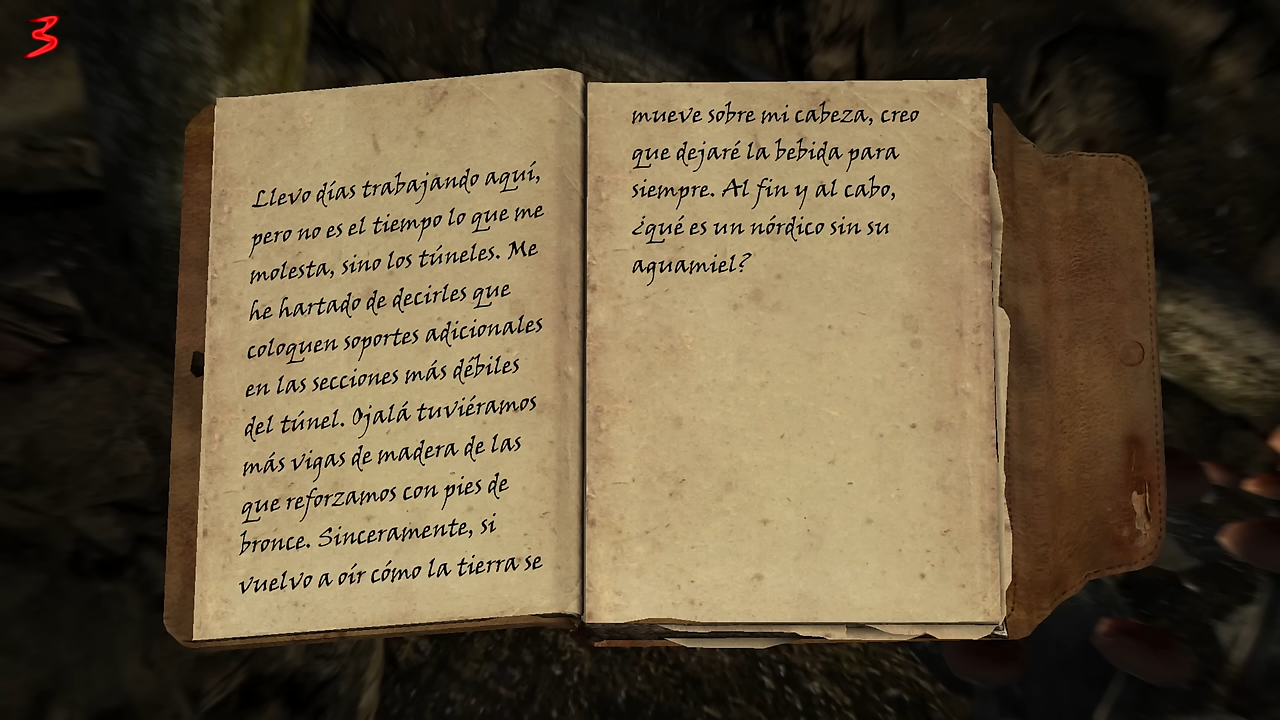 3
Llevo días trabajando aquí,
pero no es el tiempo lo que me
molesta, sino los túneles. Me
he hartado de decirles que
coloquen soportes adicionales
en las secciones más débiles
del túnel. Ojalá tuviéramos
más vigas de madera de las
que reforzamos con pies de
bronce. Sinceramente, si
vuelvo a oír cómo la tierra se
mueve sobre mi cabeza, creo
que dejaré la bebida para
siempre. Al fin y al cabo,
¿qué es un nórdico sin su
aguamiel?